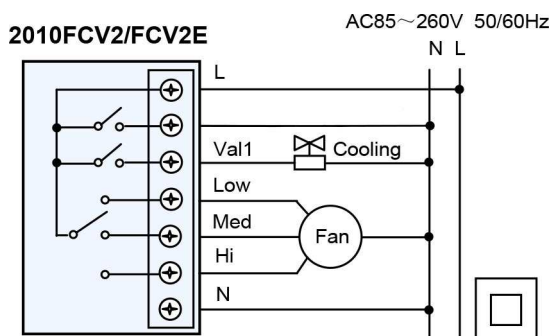 AC85～260V 50/60Hz
2010FCV2/FCV2E
N L
L
Val1 Cooling
Low
Med
Fan
Hi
N